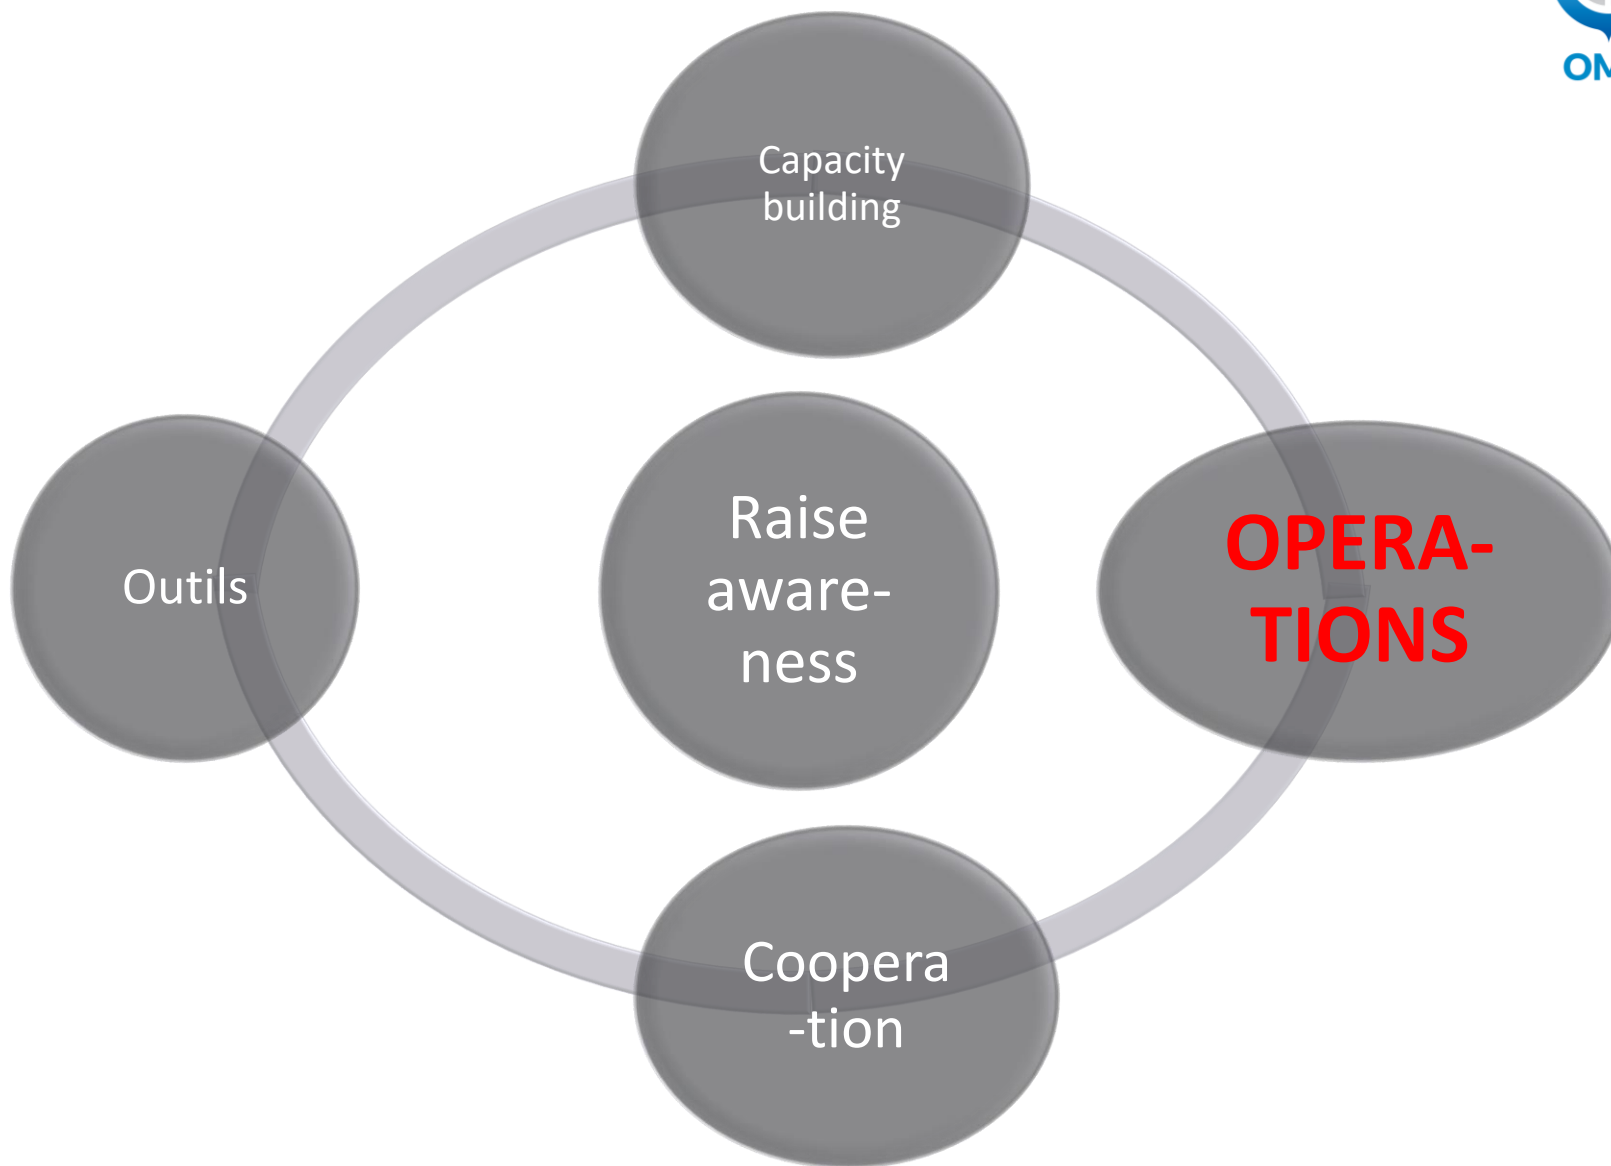 Capacity
building
Raise
aware-
ness
Outils
OPERA-
TIONS
Coopera
-tion